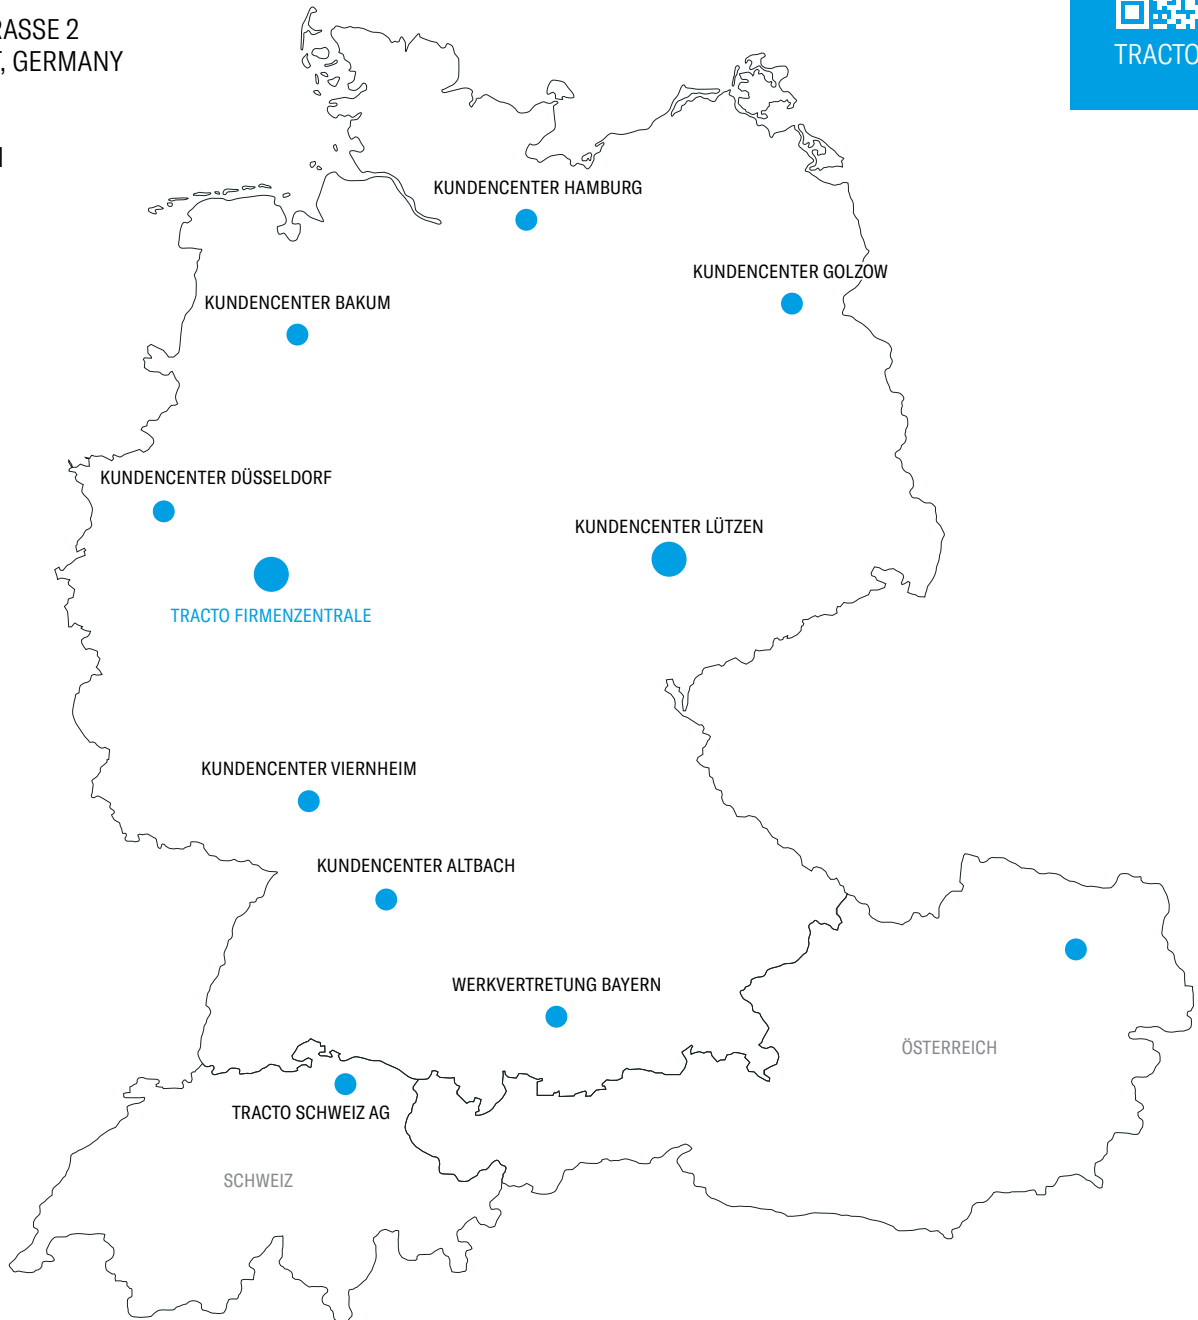 RASSE 2
, GERMANY
TRACTO
KUNDENCENTER HAMBURG
KUNDENCENTER GOLZOW
KUNDENCENTER BAKUM
KUNDENCENTER DÜSSELDORF
KUNDENCENTER LÜTZEN
TRACTO FIRMENZENTRALE
KUNDENCENTER VIERNHEIM
KUNDENCENTER ALTBACH
WERKVERTRETUNG BAYERN
ÖSTERREICH
TRACTO SCHWEIZ AG
SCHWEIZ